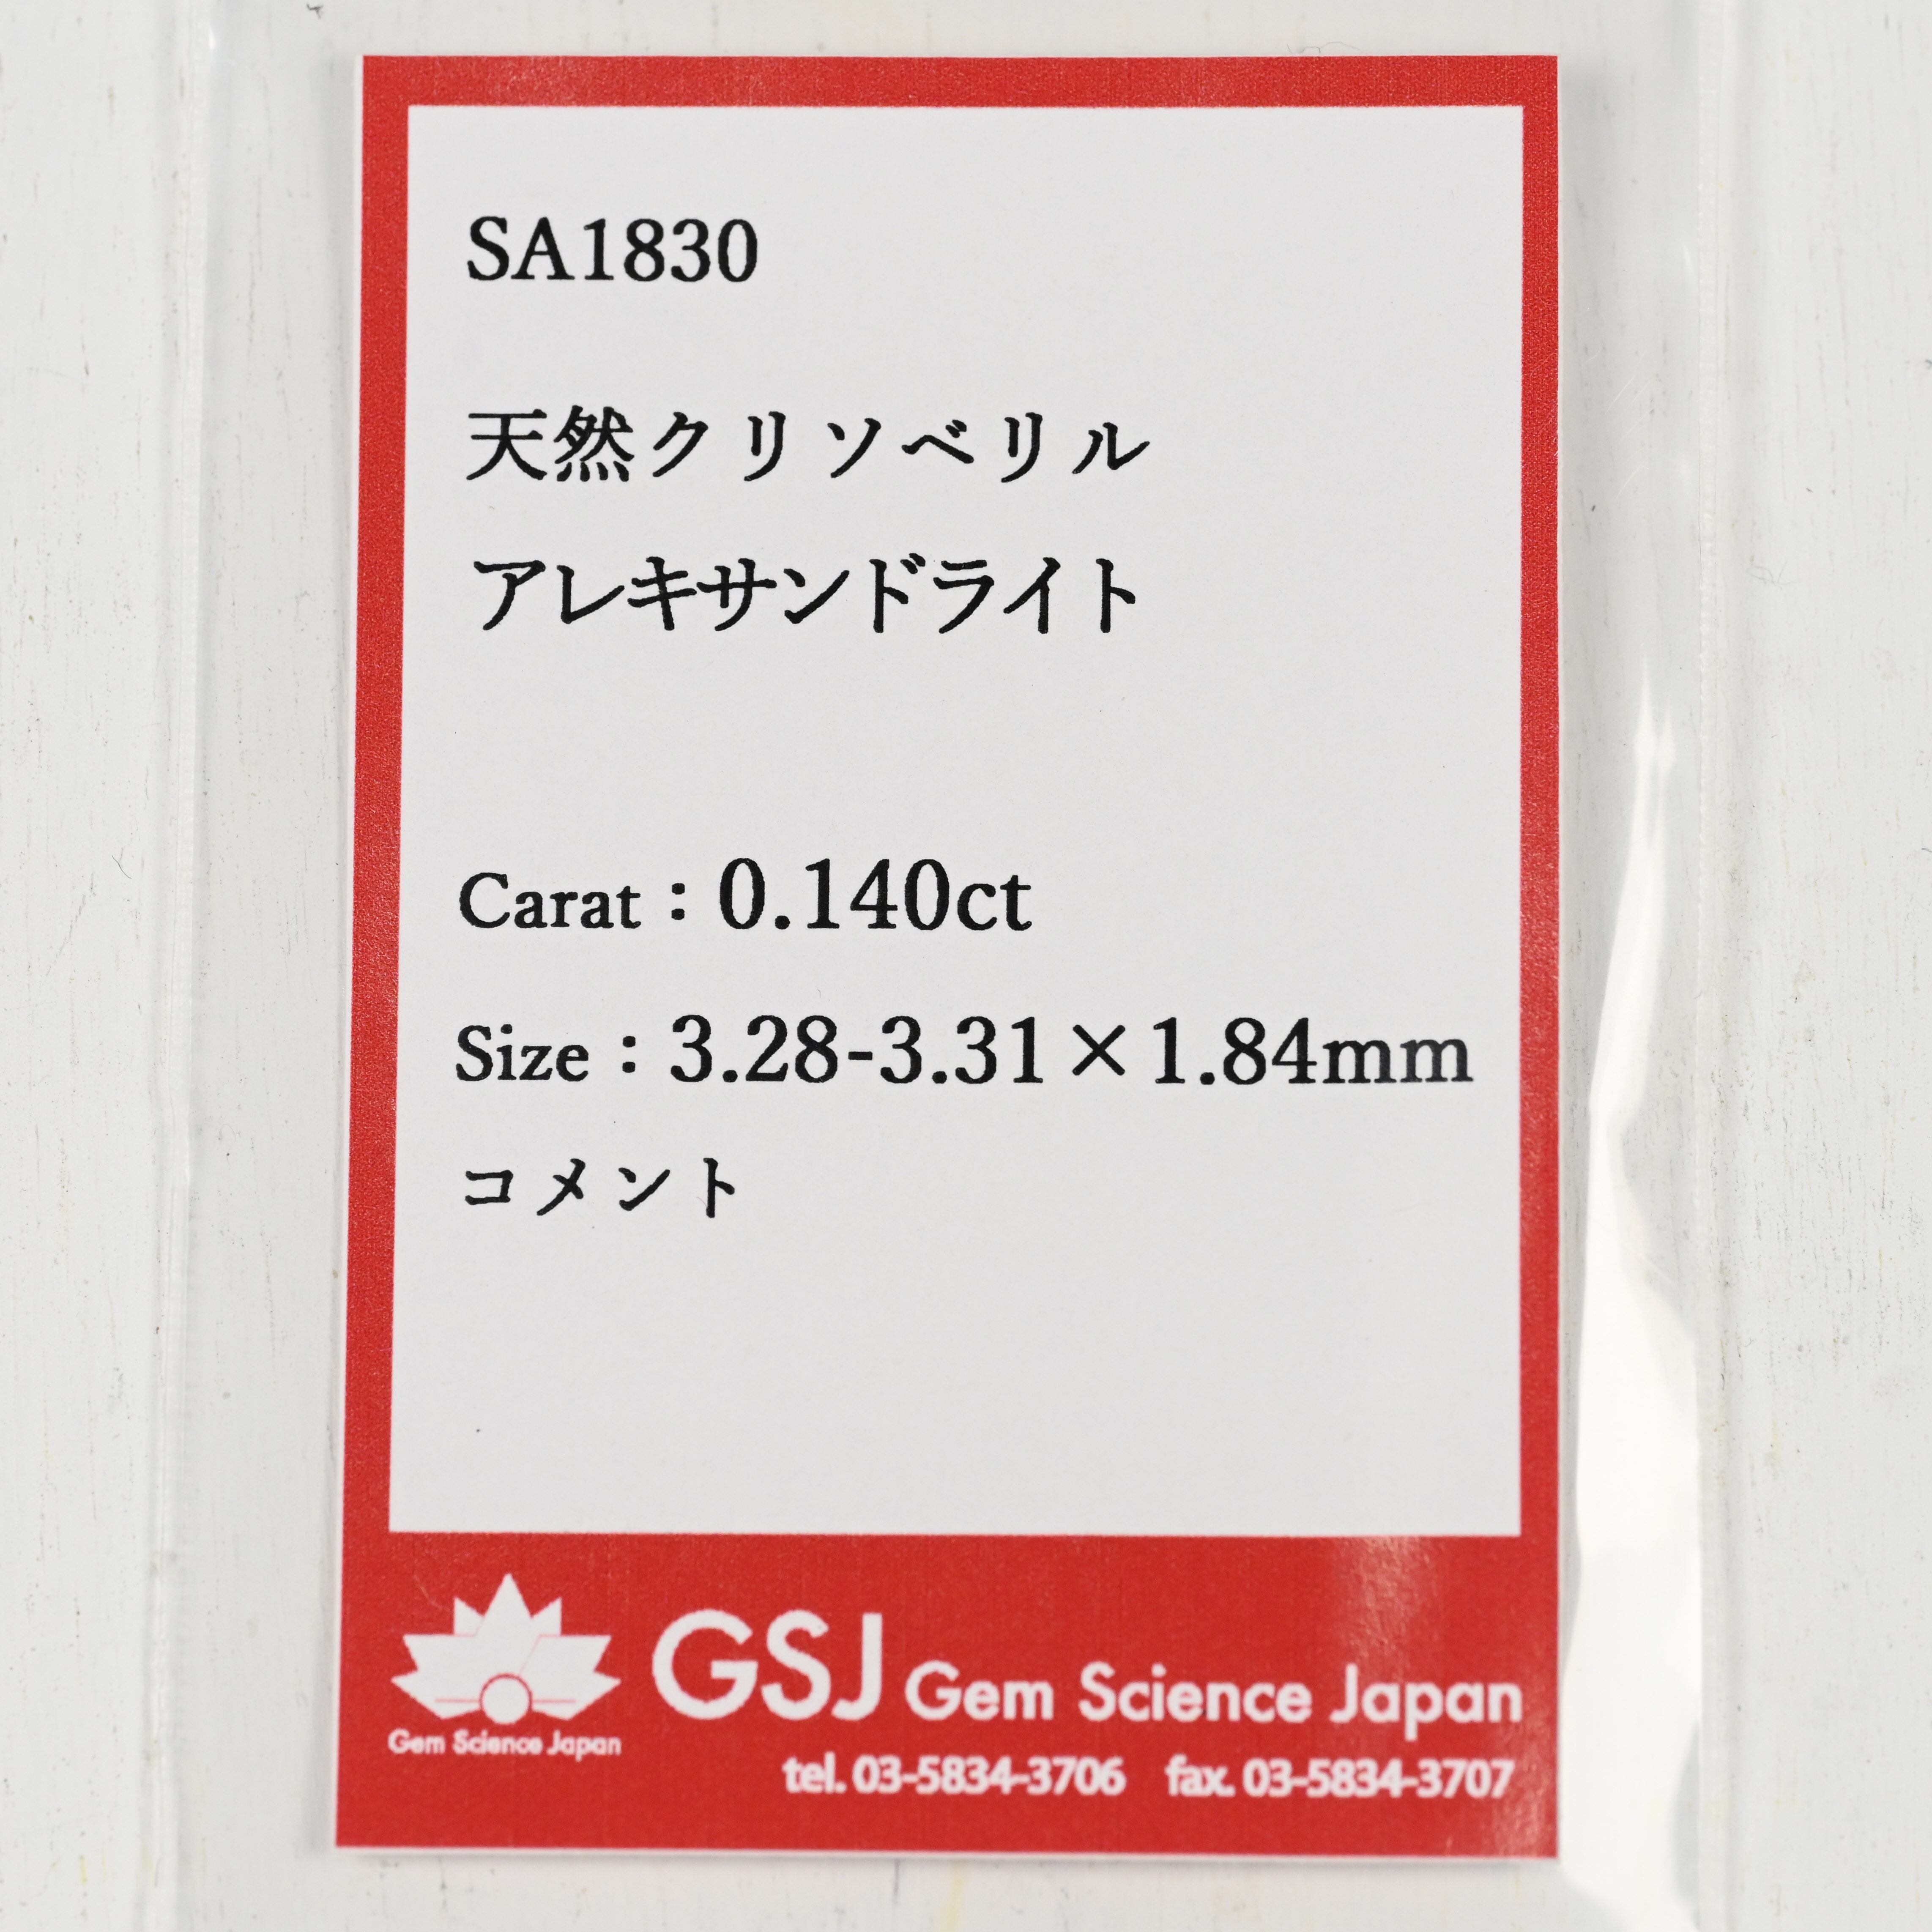 SA1830
天然クリソベリル
アレキサンドライト
Carat：0.140ct
Size：3.28-3.31×1.84mm
コメント
GSJ Gem Science Japan
Gem Science Japan
tel. 03-5834-3706 fax. 03-5834-3707